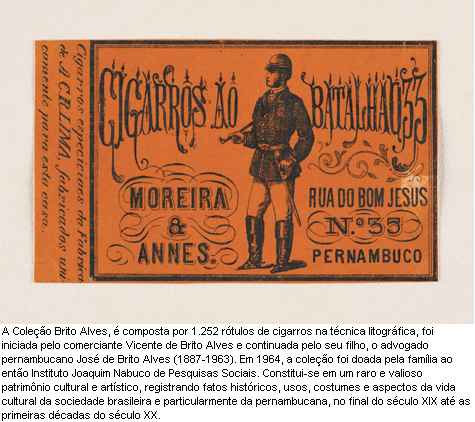 Cigarros especiaes da Fabrica
de A. C. R. LIMA, fabricados uni
camente para esta casa.
CIGARROS AO BATALHAO 33
MOREIRA
&
ANNES.
RUA DO BOM JESUS
N.º 35
PERNAMBUCO
A Coleção Brito Alves, é composta por 1.252 rótulos de cigarros na técnica litográfica, foi
iniciada pelo comerciante Vicente de Brito Alves e continuada pelo seu filho, o advogado
pernambucano José de Brito Alves (1887-1963). Em 1964, a coleção foi doada pela família ao
então Instituto Joaquim Nabuco de Pesquisas Sociais. Constitui-se em um raro e valioso
patrimônio cultural e artístico, registrando fatos históricos, usos, costumes e aspectos da vida
cultural da sociedade brasileira e particularmente da pernambucana, no final do século XIX até as
primeiras décadas do século XX.